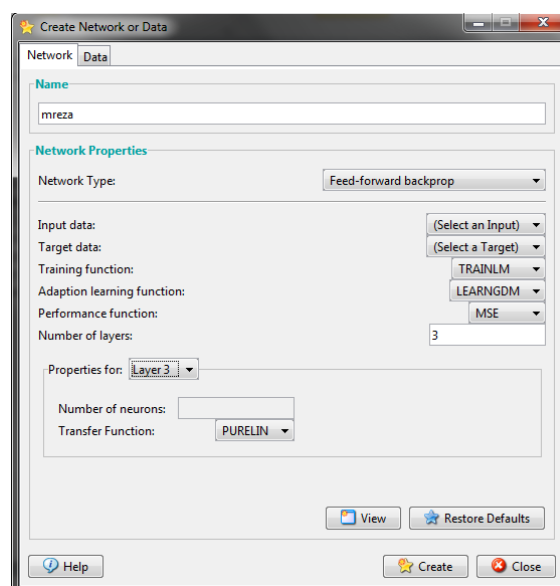 Create Network or Data
Network Data
Name
mreza
Network Properties
Network Type: Feed-forward backprop
Input data: (Select an Input)
Target data: (Select a Target)
Training function: TRAINLM
Adaption learning function: LEARNGDM
Performance function: MSE
Number of layers: 3
Properties for: Layer 3
Number of neurons:
Transfer Function: PURELIN
View Restore Defaults
Help Create Close